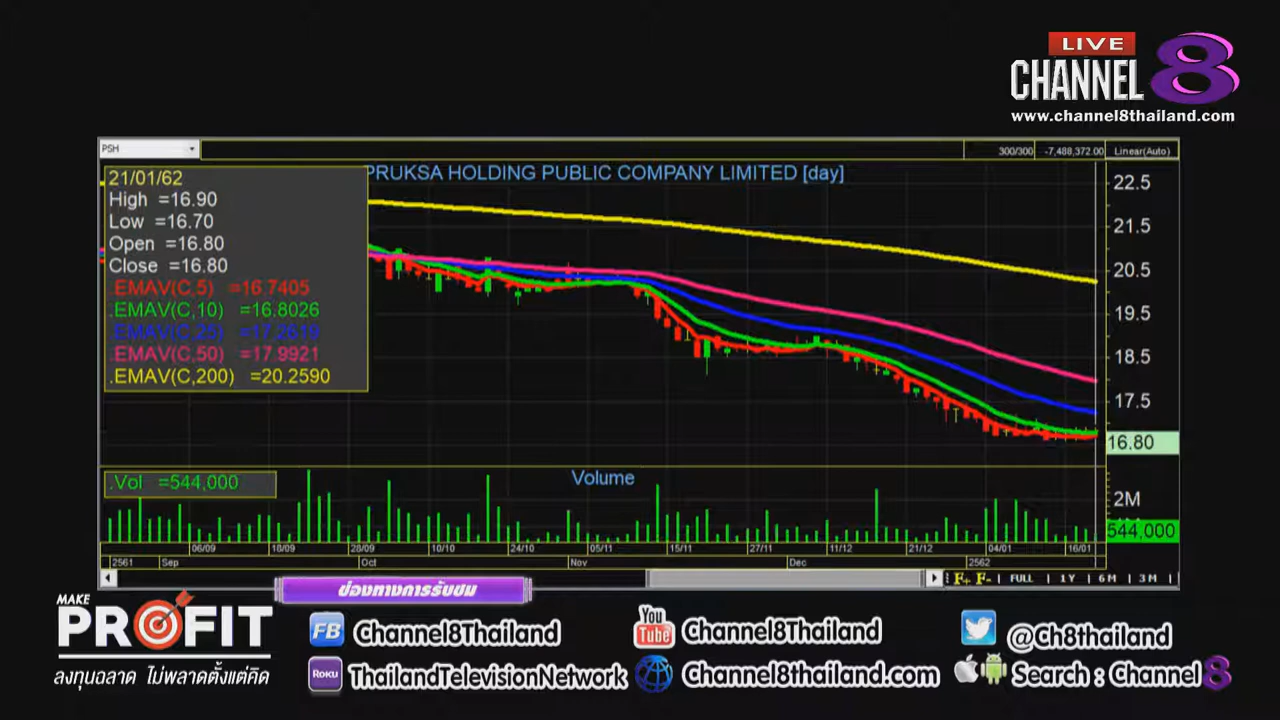 LIVE
CHANNEL 8
www.channel8thailand.com
PSH
300/300 -7,488,372.00 Linear(Auto)
PRUKSA HOLDING PUBLIC COMPANY LIMITED [day]
21/01/62
High =16.90
Low =16.70
Open =16.80
Close =16.80
.EMAV(C,5) =16.7405
.EMAV(C,10) =16.8026
.EMAV(C,25) =17.2619
.EMAV(C,50) =17.9921
.EMAV(C,200) =20.2590
22.5
21.5
20.5
19.5
18.5
17.5
16.80
.Vol =544,000
Volume
2M
544,000
06/09 18/09 28/09 10/10 24/10 05/11 15/11 27/11 11/12 21/12 04/01 16/01
2561 Sep Oct Nov Dec 2562
F+ F- FULL 1Y 6M 3M
ช่องทางการรับชม
MAKE
PROFIT
ลงทุนฉลาด ไม่พลาดตั้งแต่คิด
FB Channel8Thailand
You Tube Channel8Thailand
@Ch8thailand
Roku ThailandTelevisionNetwork
Channel8thailand.com
Search : Channel 8